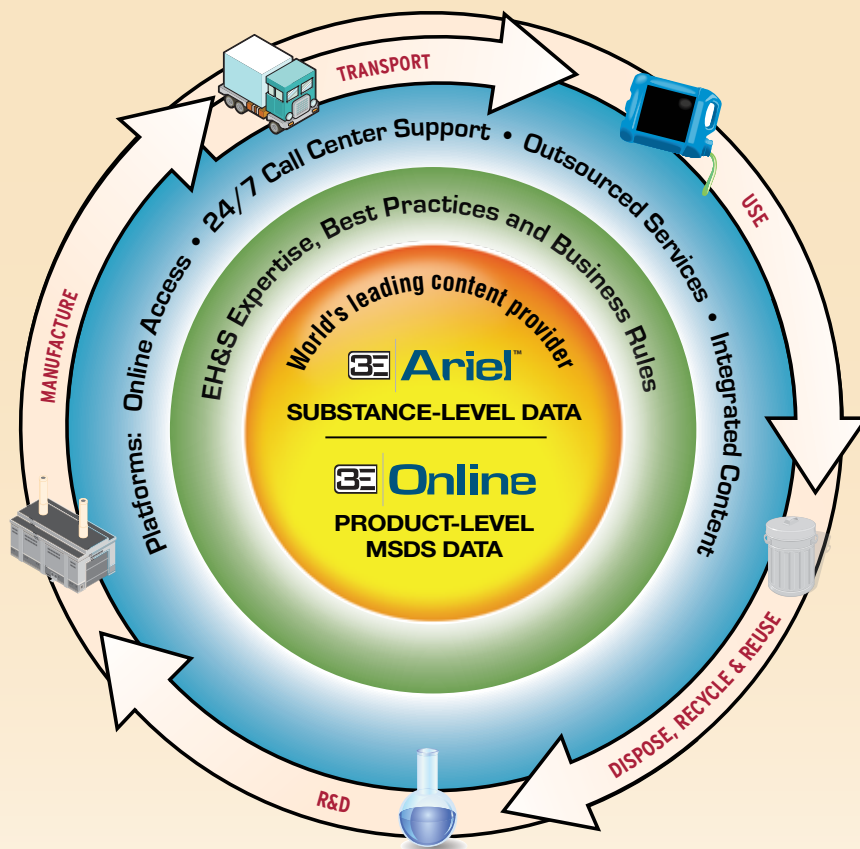 TRANSPORT
USE
DISPOSE, RECYCLE & REUSE
R&D
MANUFACTURE
Platforms: Online Access • 24/7 Call Center Support • Outsourced Services • Integrated Content
EH&S Expertise, Best Practices and Business Rules
World's leading content provider
3E Ariel™
SUBSTANCE-LEVEL DATA
3E Online
PRODUCT-LEVEL
MSDS DATA